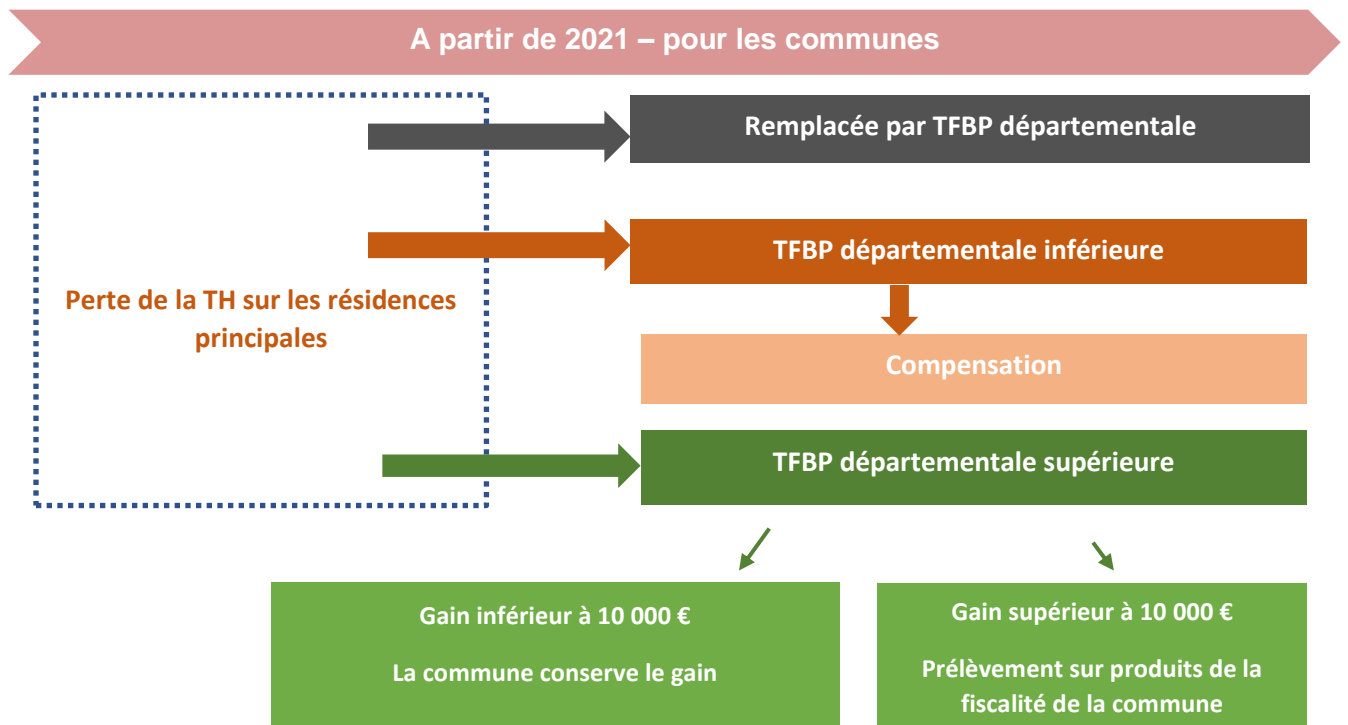 A partir de 2021 – pour les communes
Remplacée par TFBP départementale
TFBP départementale inférieure
Perte de la TH sur les résidences
principales
Compensation
TFBP départementale supérieure
Gain inférieur à 10 000 €
La commune conserve le gain
Gain supérieur à 10 000 €
Prélèvement sur produits de la
fiscalité de la commune